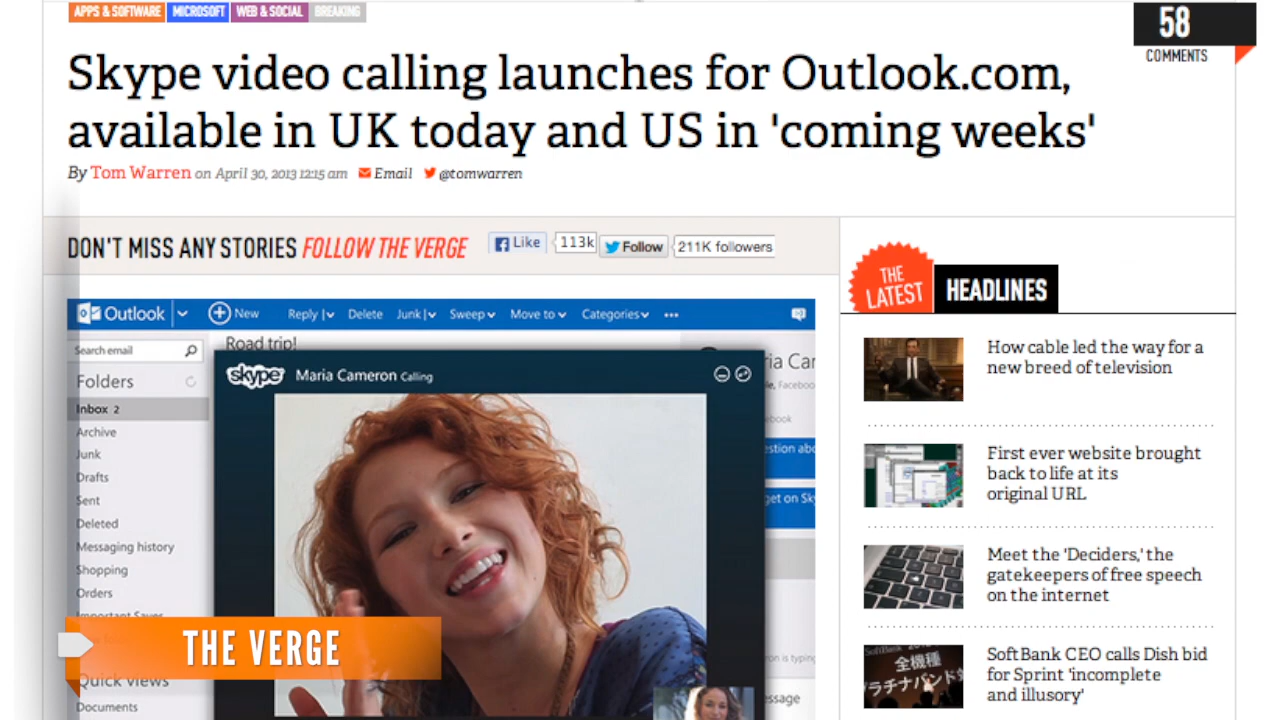 APPS & SOFTWARE MICROSOFT WEB & SOCIAL BREAKING
58
COMMENTS
Skype video calling launches for Outlook.com,
available in UK today and US in 'coming weeks'
By Tom Warren on April 30, 2013 12:15 am Email @tomwarren
DON'T MISS ANY STORIES FOLLOW THE VERGE
Like 113k Follow 211K followers
Outlook New Reply Delete Junk Sweep Move to Categories
Search email
Folders
Inbox 2
Archive
Junk
Drafts
Sent
Deleted
Messaging history
Shopping
Orders
Quick views
Documents
Road trip!
skype Maria Cameron Calling
THE VERGE
THE
LATEST
HEADLINES
How cable led the way for a
new breed of television
First ever website brought
back to life at its
original URL
Meet the 'Deciders,' the
gatekeepers of free speech
on the internet
SoftBank CEO calls Dish bid
for Sprint 'incomplete
and illusory'
全機種